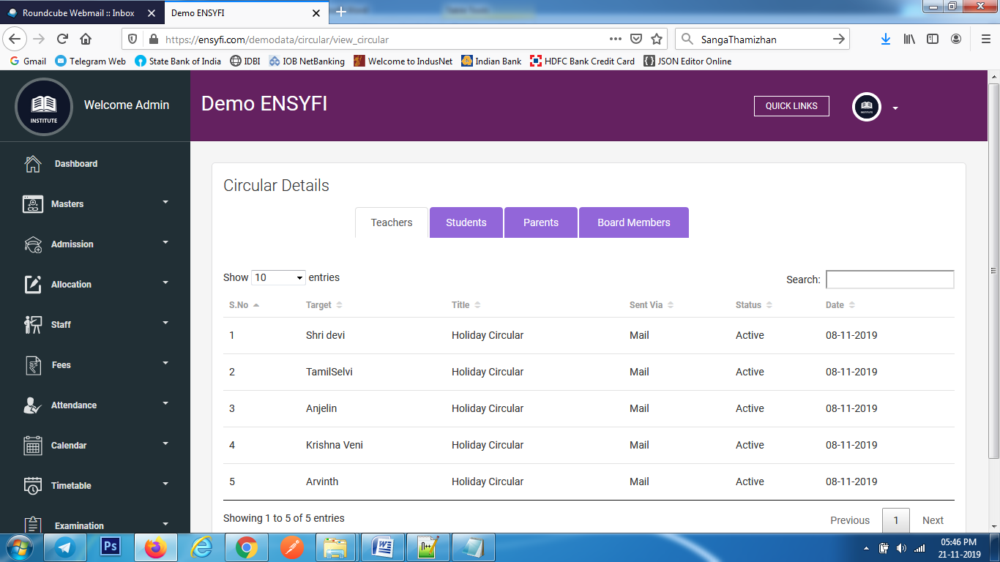 Roundcube Webmail :: Inbox
Demo ENSYFI
https://ensyfi.com/demodata/circular/view_circular
SangaThamizhan
Gmail Telegram Web State Bank of India IDBI IOB NetBanking Welcome to IndusNet Indian Bank HDFC Bank Credit Card JSON Editor Online
INSTITUTE
Welcome Admin
Demo ENSYFI
QUICK LINKS
Dashboard
Masters
Admission
Allocation
Staff
Fees
Attendance
Calendar
Timetable
Examination
Circular Details
Teachers Students Parents Board Members
Show 10 entries
Search:
S.No Target Title Sent Via Status Date
1 Shri devi Holiday Circular Mail Active 08-11-2019
2 TamilSelvi Holiday Circular Mail Active 08-11-2019
3 Anjelin Holiday Circular Mail Active 08-11-2019
4 Krishna Veni Holiday Circular Mail Active 08-11-2019
5 Arvinth Holiday Circular Mail Active 08-11-2019
Showing 1 to 5 of 5 entries
Previous 1 Next
Ps
05:46 PM
21-11-2019